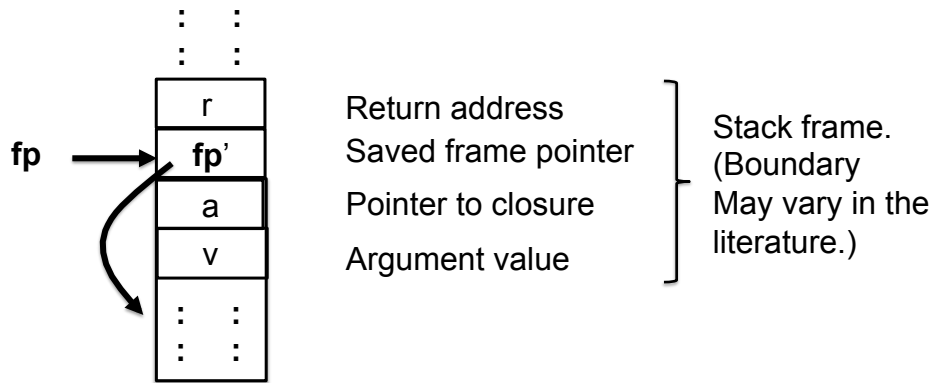 : :
: :
r
Return address
fp
fp’
Saved frame pointer
a
Pointer to closure
v
Argument value
Stack frame.
(Boundary
May vary in the
literature.)
: :
: :